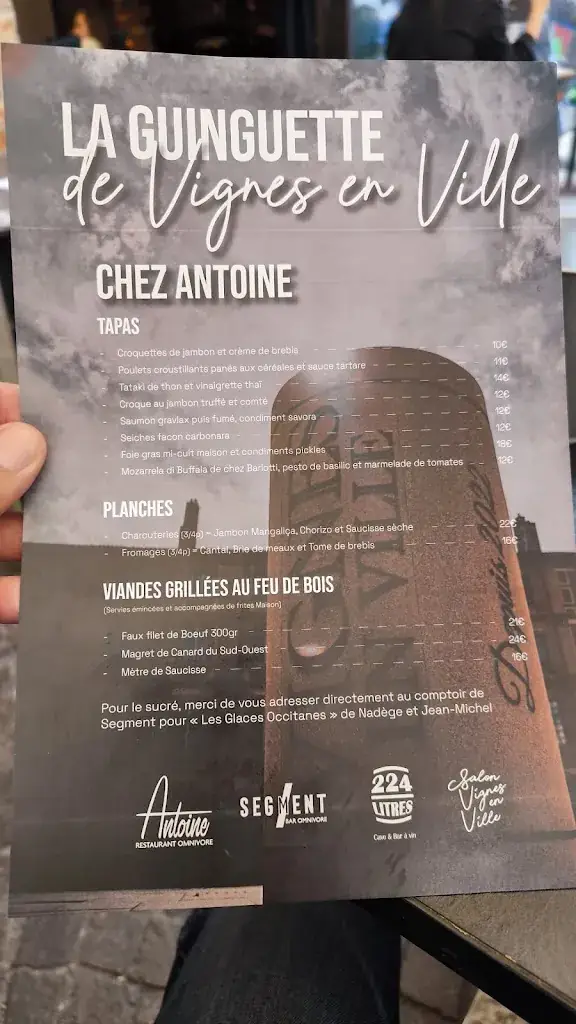 LA GUINGUETTE
de Vignes en Ville
CHEZ ANTOINE
TAPAS
- Croquettes de jambon et crème de brebis 10€
- Poulets croustillants panés aux céréales et sauce tartare 11€
- Tataki de thon et vinaigrette thaï 14€
- Croque au jambon truffé et comté 12€
- Saumon gravlax puis fumé, condiment savora 12€
- Seiches facon carbonara 12€
- Foie gras mi-cuit maison et condiments pickles 18€
- Mozarrela di Buffala de chez Barlotti, pesto de basilic et marmelade de tomates 12€
PLANCHES
- Charcuteries (3/4p) = Jambon Mangaliça, Chorizo et Saucisse sèche 22€
- Fromages (3/4p) = Cantal, Brie de meaux et Tome de brebis 16€
VIANDES GRILLÉES AU FEU DE BOIS
(Servies émincées et accompagnées de frites Maison)
- Faux filet de Boeuf 300gr 21€
- Magret de Canard du Sud-Ouest 24€
- Mètre de Saucisse 16€
Pour le sucré, merci de vous adresser directement au comptoir de
Segment pour « Les Glaces Occitanes » de Nadège et Jean-Michel
Antoine
RESTAURANT OMNIVORE
SEGMENT
BAR OMNIVORE
224
LITRES
Cave & Bar à vin
Salon
Vignes
en
Ville
VIGNES
EN VILLE